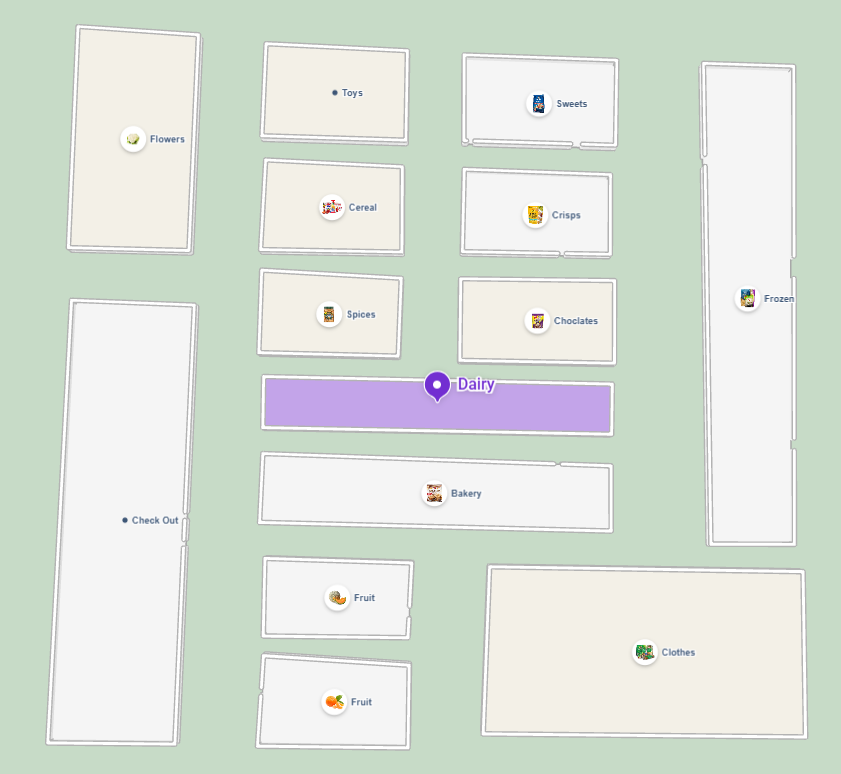 Toys
Sweets
Flowers
Cereal
Crisps
Frozen
Spices
Choclates
Dairy
Bakery
Check Out
Fruit
Clothes
Fruit